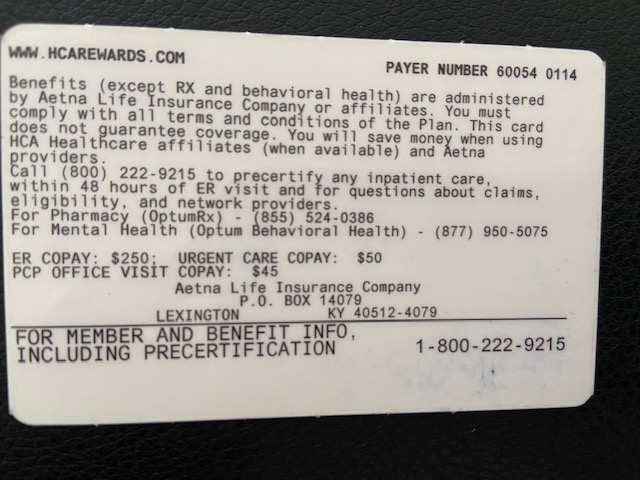 WWW.HCAREWARDS.COM
PAYER NUMBER 60054 0114
Benefits (except RX and behavioral health) are administered
by Aetna Life Insurance Company or affiliates. You must
comply with all terms and conditions of the Plan. This card
does not guarantee coverage. You will save money when using
HCA Healthcare affiliates (when available) and Aetna
providers.
Call (800) 222-9215 to precertify any inpatient care,
within 48 hours of ER visit and for questions about claims,
eligibility, and network providers.
For Pharmacy (OptumRx) - (855) 524-0386
For Mental Health (Optum Behavioral Health) - (877) 950-5075
ER COPAY: $250; URGENT CARE COPAY: $50
PCP OFFICE VISIT COPAY: $45
Aetna Life Insurance Company
P.O. BOX 14079
LEXINGTON KY 40512-4079
FOR MEMBER AND BENEFIT INFO,
INCLUDING PRECERTIFICATION 1-800-222-9215